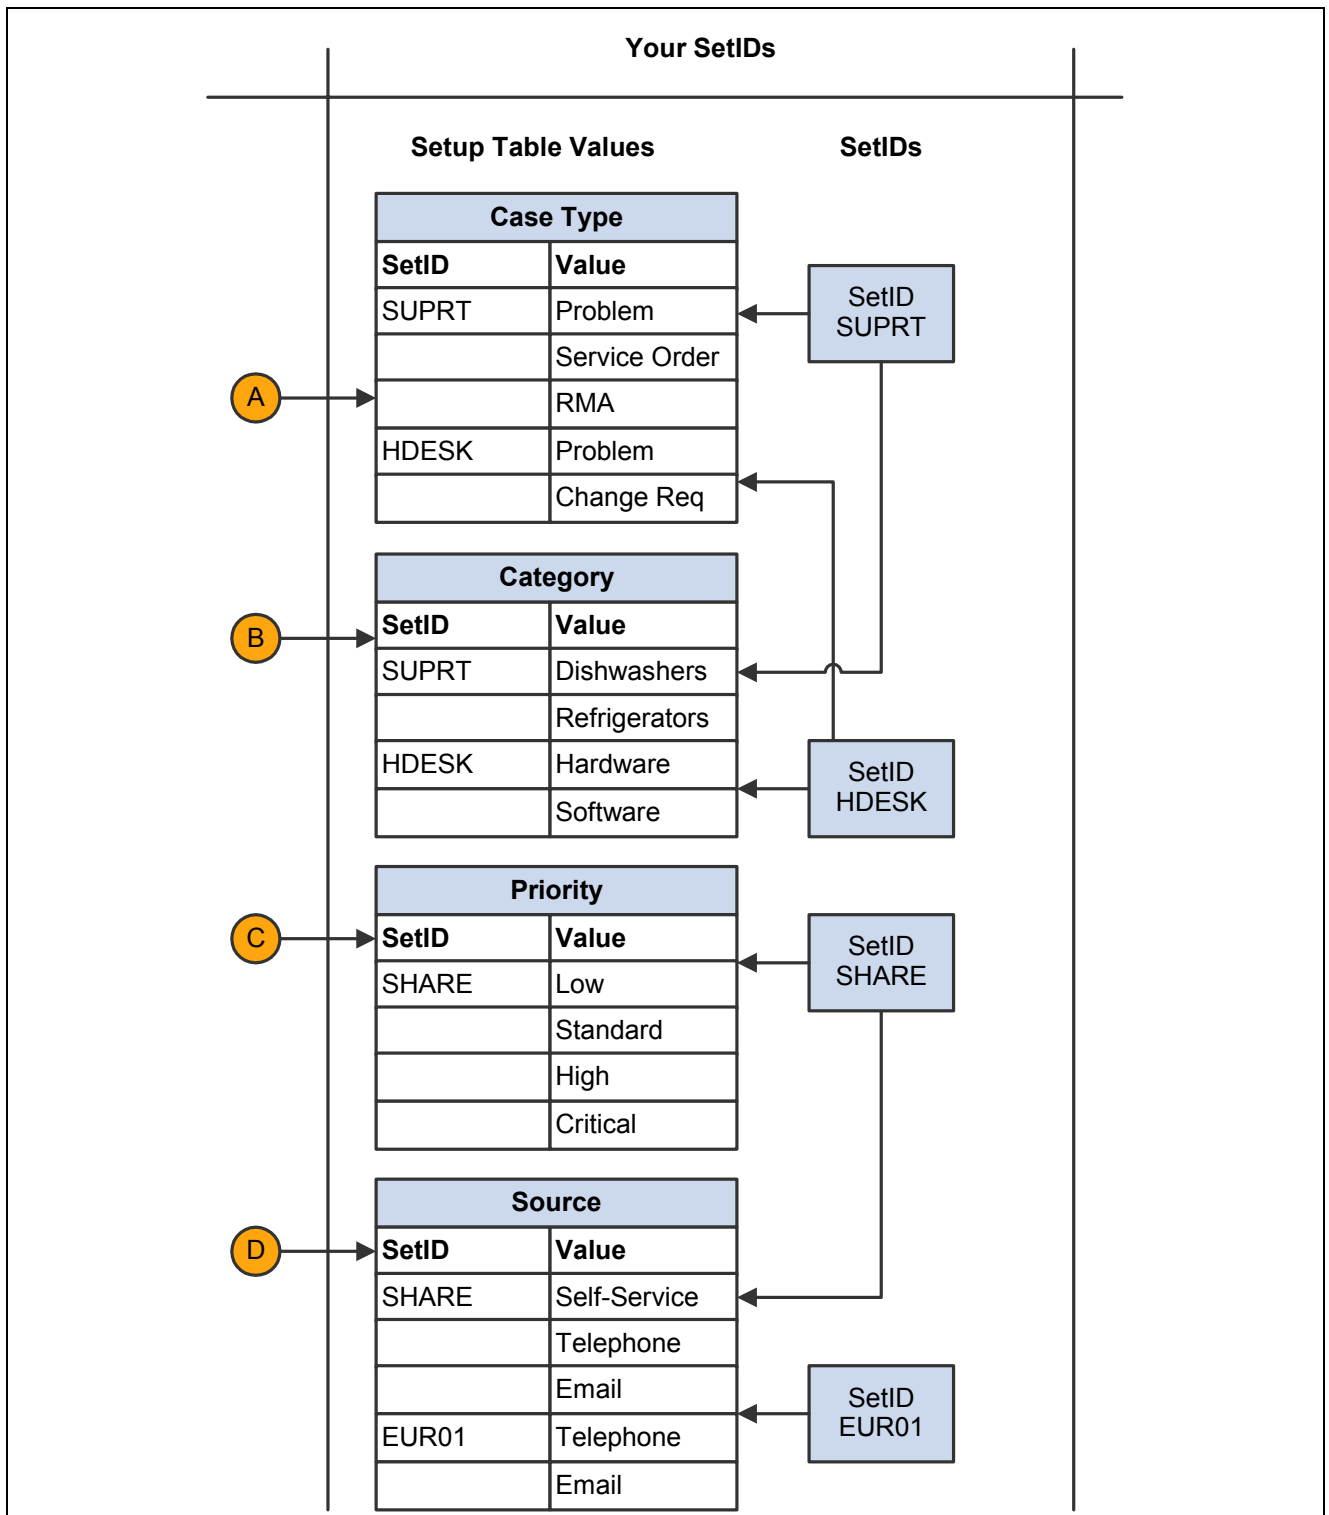 Your SetIDs
Setup Table Values
SetIDs
Case Type
SetID Value
SUPRT Problem
Service Order
RMA
HDESK Problem
Change Req
SetID
SUPRT
A
Category
SetID Value
SUPRT Dishwashers
Refrigerators
HDESK Hardware
Software
B
SetID
HDESK
Priority
SetID Value
SHARE Low
Standard
High
Critical
C
SetID
SHARE
Source
SetID Value
SHARE Self-Service
Telephone
Email
EUR01 Telephone
Email
D
SetID
EUR01